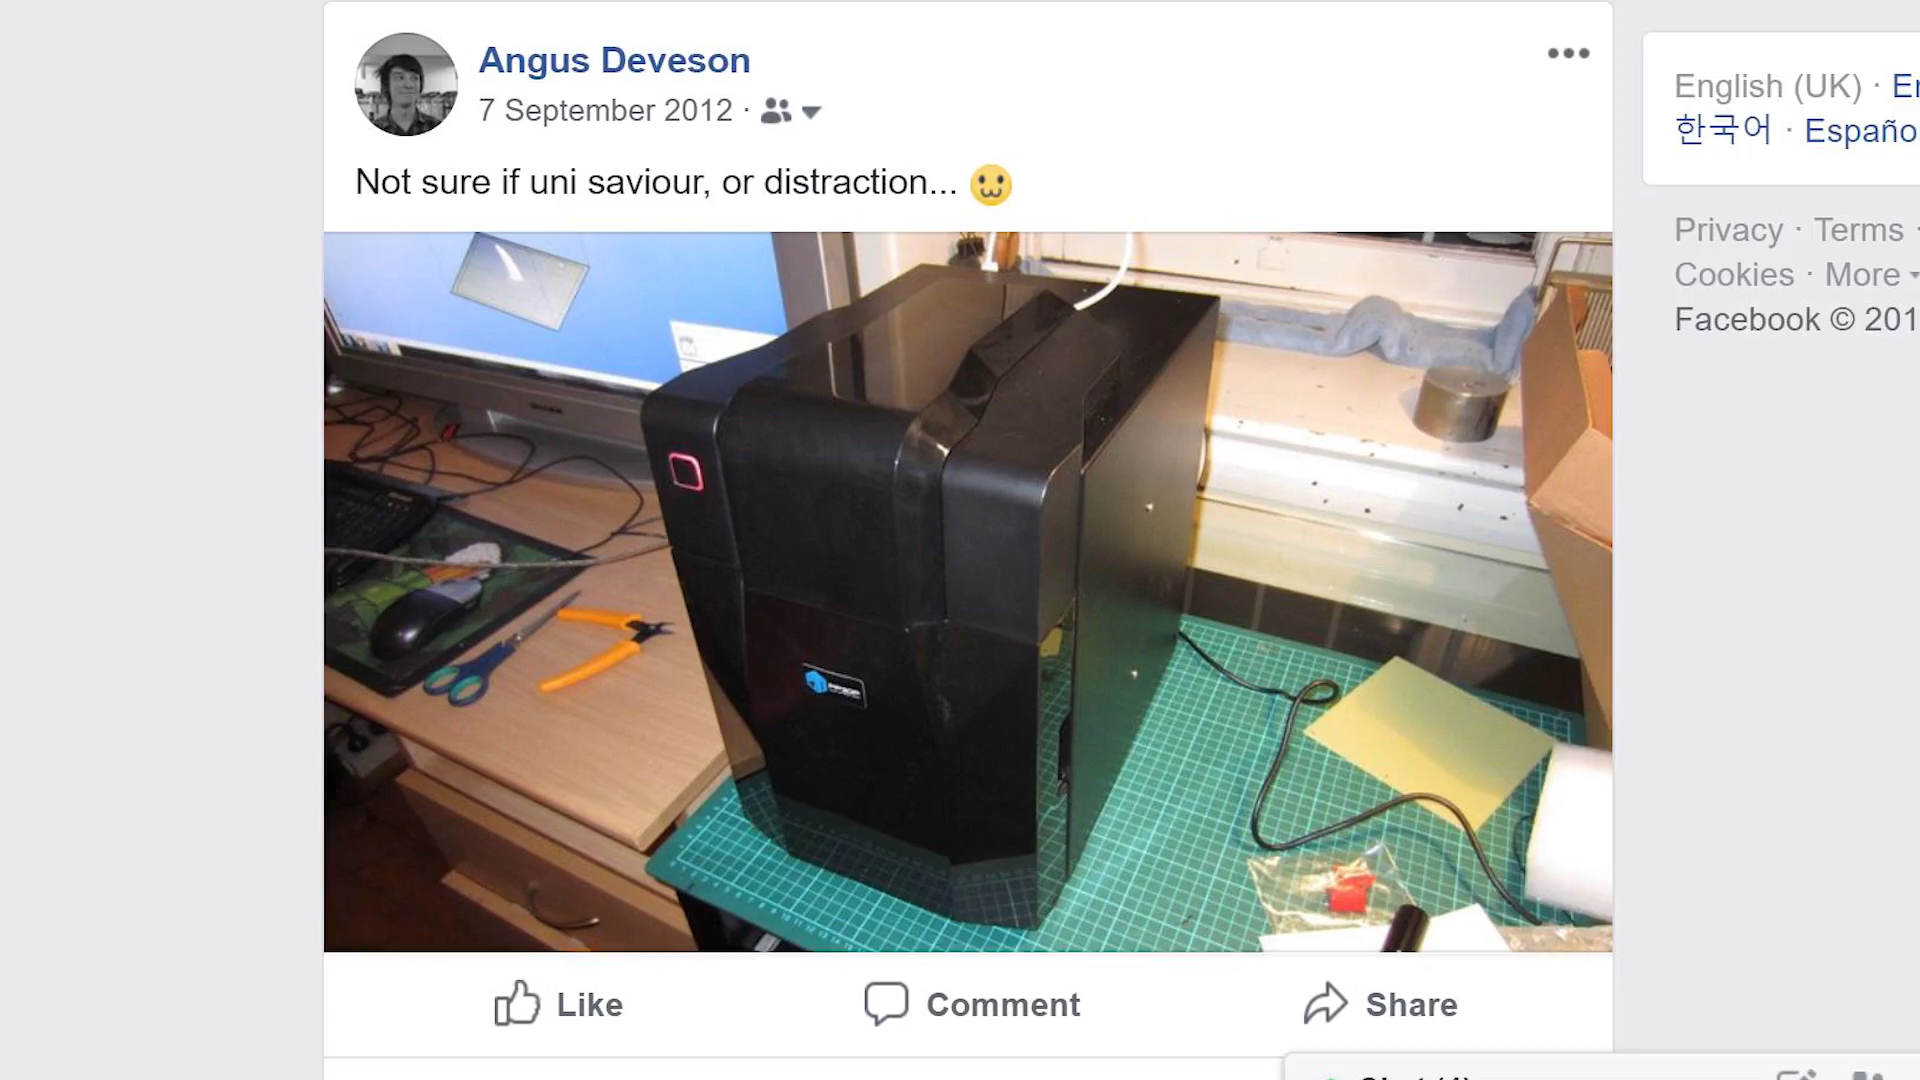 Angus Deveson
7 September 2012 ·
Not sure if uni saviour, or distraction...
PP3DP
Like
Comment
Share
English (UK) ·
한국어 · Españo
Privacy · Terms ·
Cookies · More
Facebook © 201